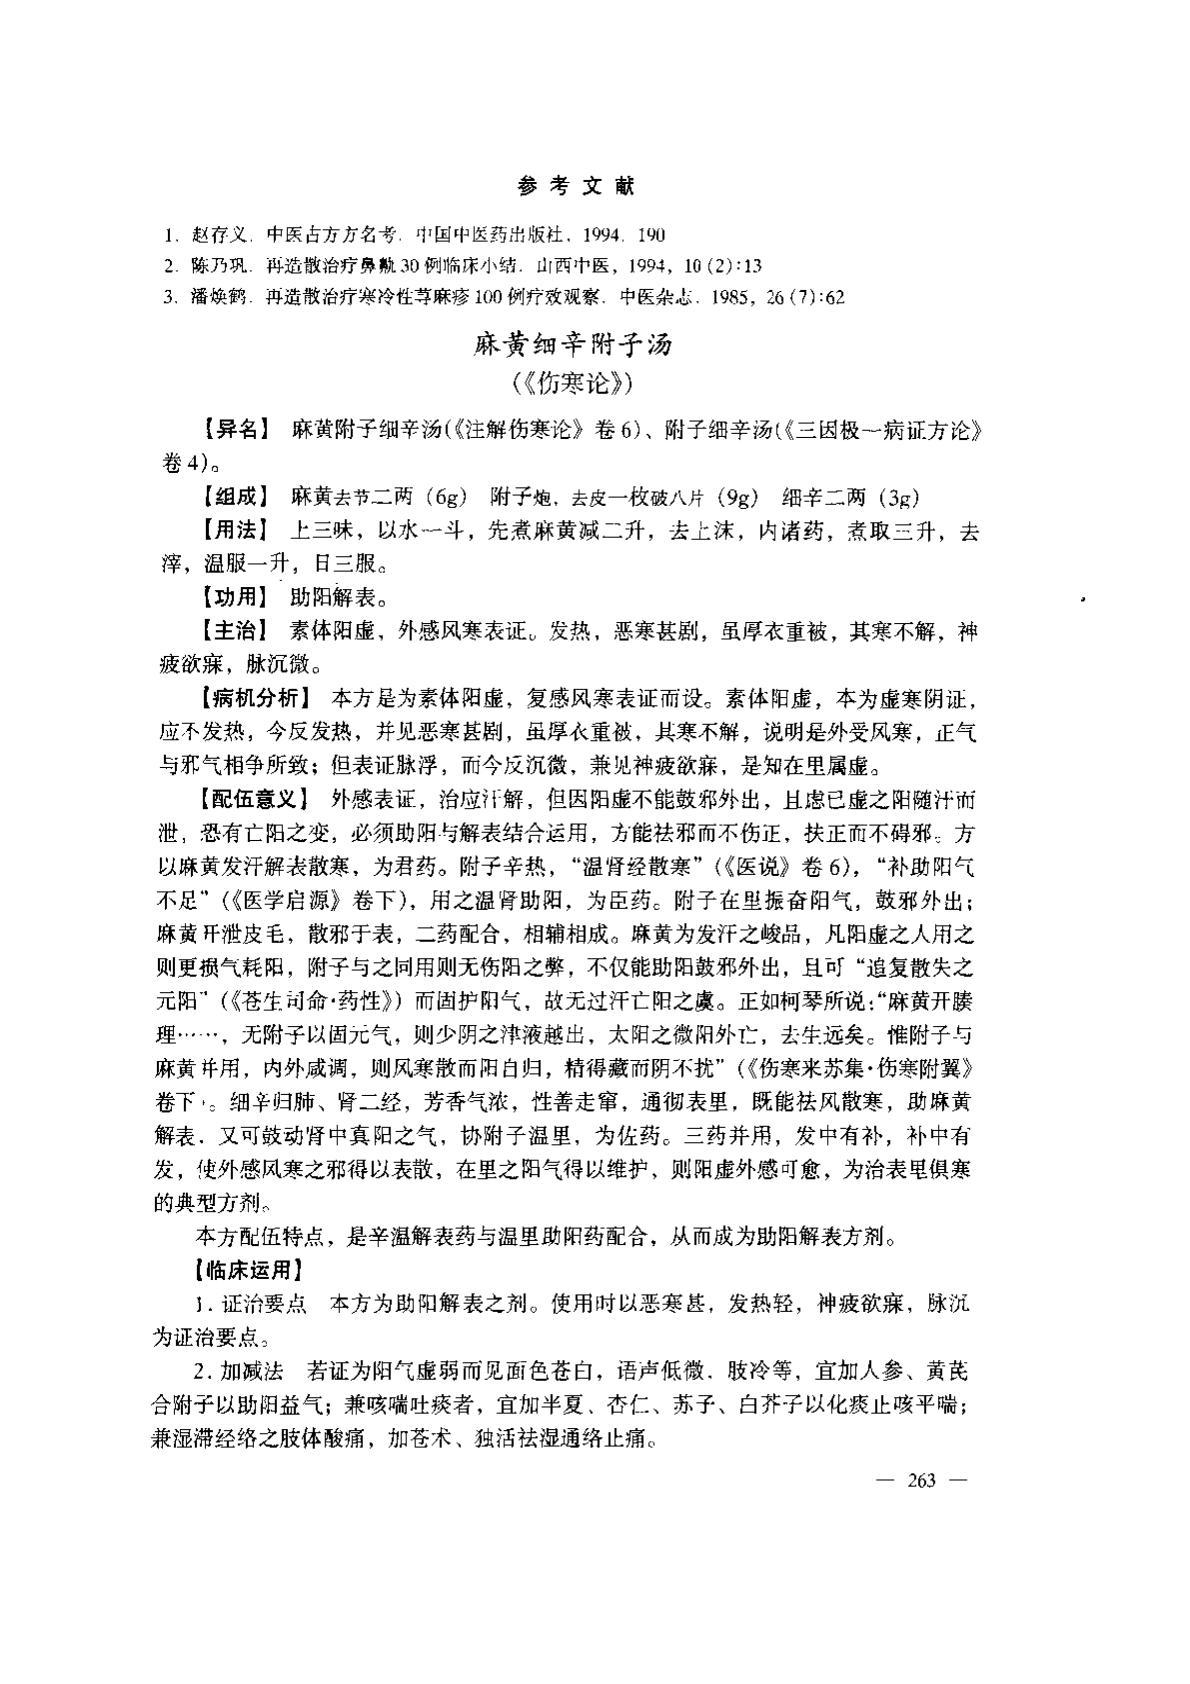 参考文献
1. 赵存义. 中医古方方名考. 中国中医药出版社, 1994. 190
2. 陈乃巩. 再造散治疗鼻鼽30例临床小结. 山西中医, 1994, 10(2):13
3. 潘焕鹤. 再造散治疗寒冷性荨麻疹100例疗效观察. 中医杂志. 1985, 26(7):62
麻黄细辛附子汤
(《伤寒论》)
【异名】 麻黄附子细辛汤(《注解伤寒论》卷6)、附子细辛汤(《三因极一病证方论》
卷4)。
【组成】 麻黄去节二两（6g） 附子炮，去皮一枚破八片（9g） 细辛二两（3g）
【用法】 上三味，以水一斗，先煮麻黄减二升，去上沫，内诸药，煮取三升，去
滓，温服一升，日三服。
【功用】 助阳解表。
【主治】 素体阳虚，外感风寒表证。发热，恶寒甚剧，虽厚衣重被，其寒不解，神
疲欲寐，脉沉微。
【病机分析】 本方是为素体阳虚，复感风寒表证而设。素体阳虚，本为虚寒阴证，
应不发热，今反发热，并见恶寒甚剧，虽厚衣重被，其寒不解，说明是外受风寒，正气
与邪气相争所致；但表证脉浮，而今反沉微，兼见神疲欲寐，是知在里属虚。
【配伍意义】 外感表证，治应汗解，但因阳虚不能鼓邪外出，且虑已虚之阳随汗而
泄，恐有亡阳之变，必须助阳与解表结合运用，方能祛邪而不伤正，扶正而不碍邪。方
以麻黄发汗解表散寒，为君药。附子辛热，“温肾经散寒”（《医说》卷6），“补助阳气
不足”（《医学启源》卷下），用之温肾助阳，为臣药。附子在里振奋阳气，鼓邪外出；
麻黄开泄皮毛，散邪于表，二药配合，相辅相成。麻黄为发汗之峻品，凡阳虚之人用之
则更损气耗阳，附子与之同用则无伤阳之弊，不仅能助阳鼓邪外出，且可“追复散失之
元阳”（《苍生司命·药性》）而固护阳气，故无过汗亡阳之虞。正如柯琴所说：“麻黄开腠
理……，无附子以固元气，则少阴之津液越出，太阳之微阳外亡，去生远矣。惟附子与
麻黄并用，内外咸调，则风寒散而阳自归，精得藏而阴不扰”（《伤寒来苏集·伤寒附翼》
卷下）。细辛归肺、肾二经，芳香气浓，性善走窜，通彻表里，既能祛风散寒，助麻黄
解表．又可鼓动肾中真阳之气，协附子温里，为佐药。三药并用，发中有补，补中有
发，使外感风寒之邪得以表散，在里之阳气得以维护，则阳虚外感可愈，为治表里俱寒
的典型方剂。
本方配伍特点，是辛温解表药与温里助阳药配合，从而成为助阳解表方剂。
【临床运用】
1. 证治要点 本方为助阳解表之剂。使用时以恶寒甚，发热轻，神疲欲寐，脉沉
为证治要点。
2. 加减法 若证为阳气虚弱而见面色苍白，语声低微．肢冷等，宜加人参、黄芪
合附子以助阳益气；兼咳喘吐痰者，宜加半夏、杏仁、苏子、白芥子以化痰止咳平喘；
兼湿滞经络之肢体酸痛，加苍术、独活祛湿通络止痛。
— 263 —